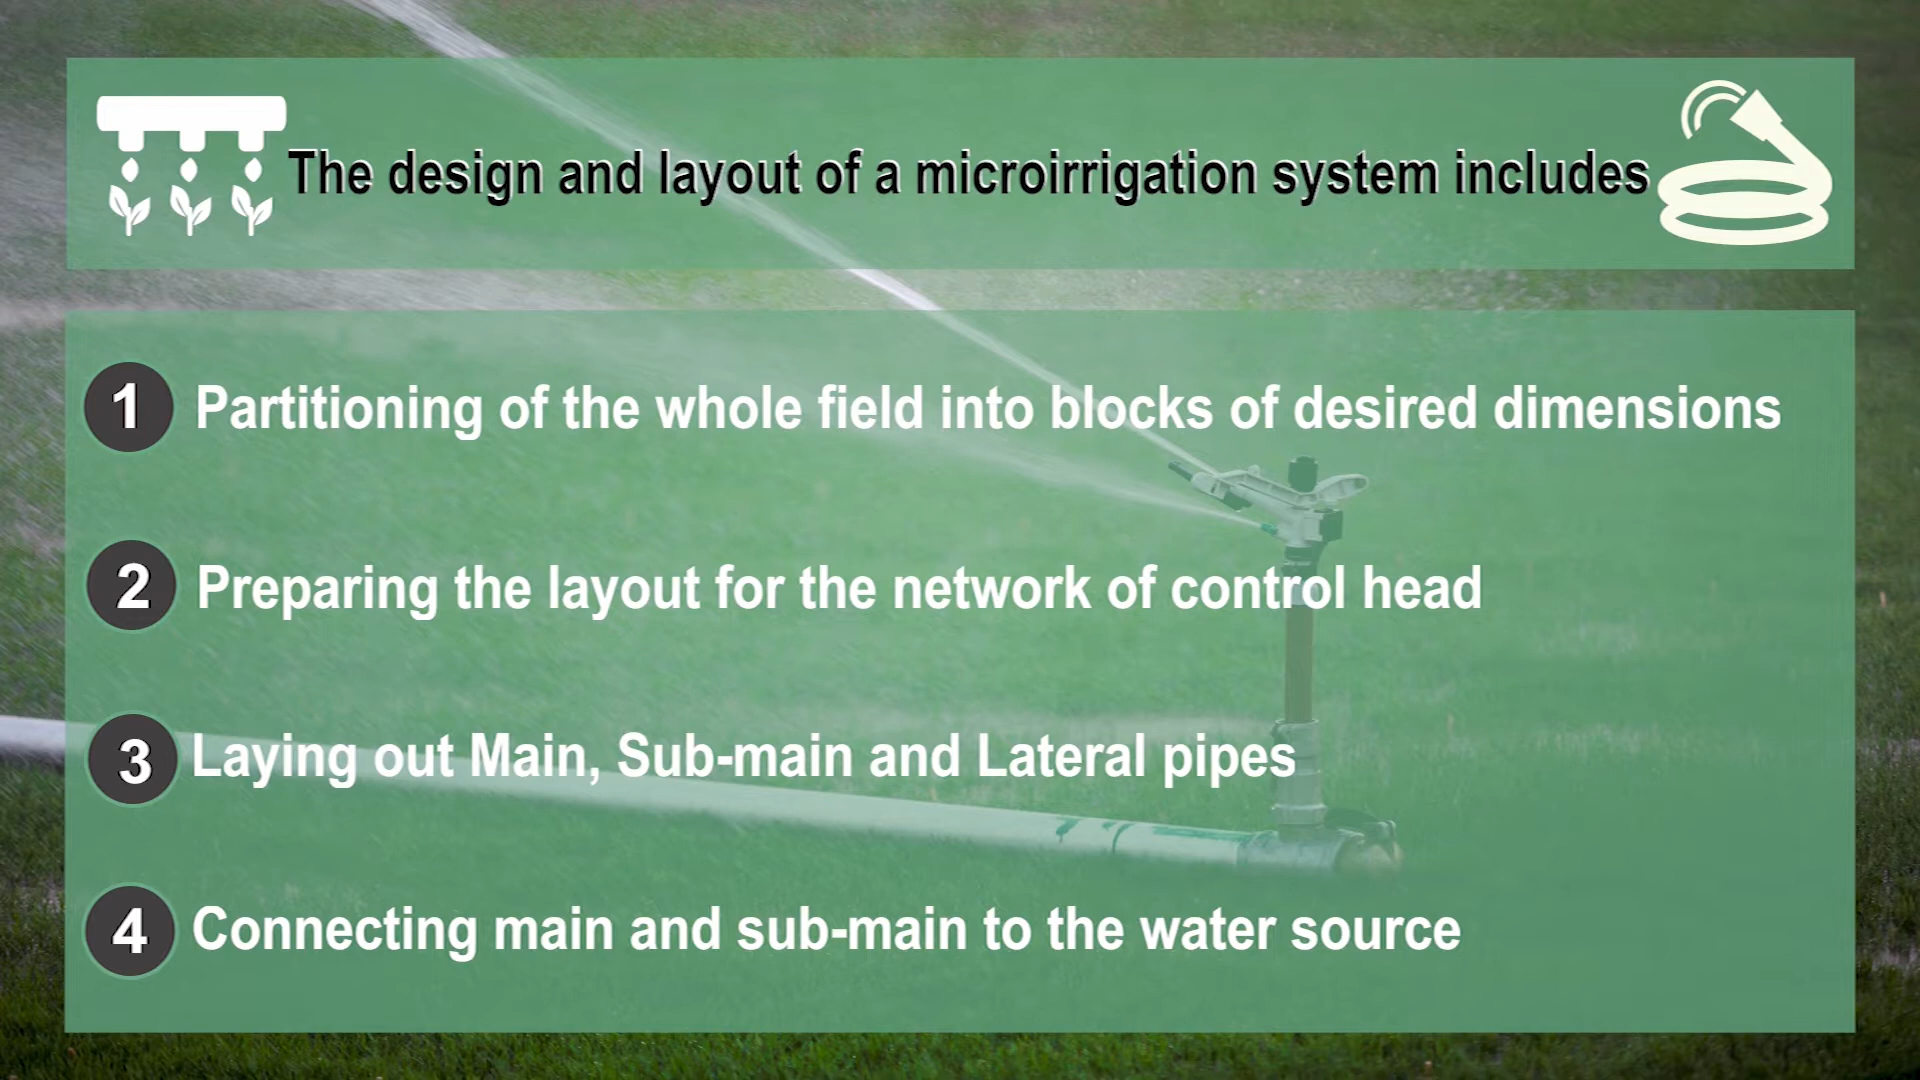 The design and layout of a microirrigation system includes
1 Partitioning of the whole field into blocks of desired dimensions
2 Preparing the layout for the network of control head
3 Laying out Main, Sub-main and Lateral pipes
4 Connecting main and sub-main to the water source